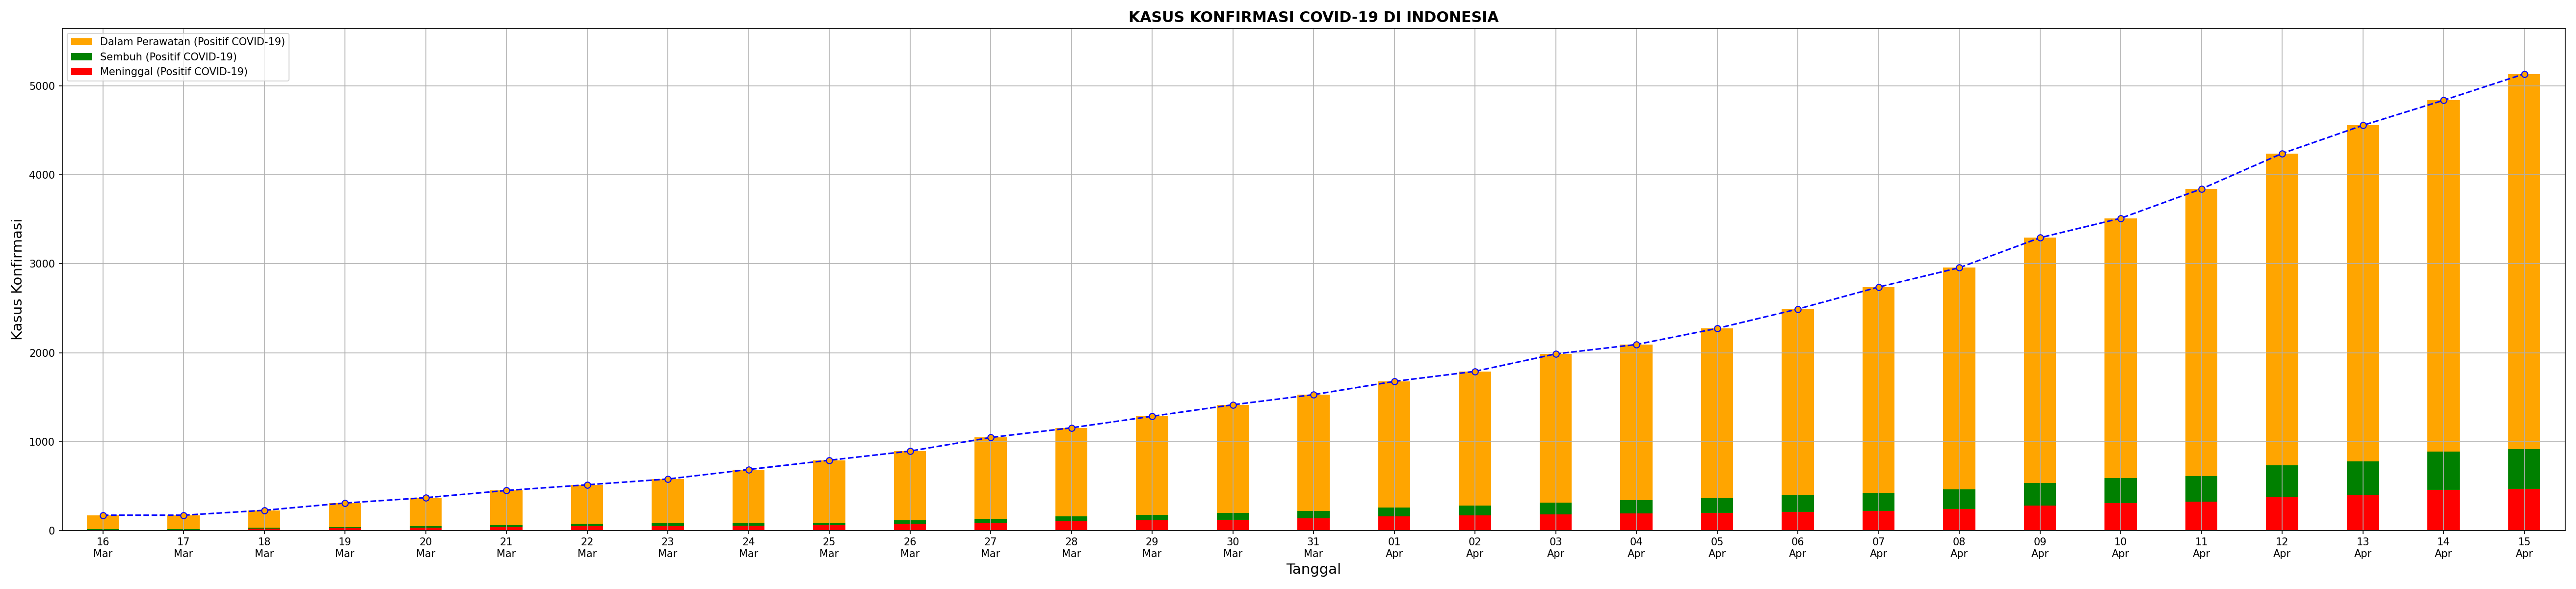 KASUS KONFIRMASI COVID-19 DI INDONESIA
Dalam Perawatan (Positif COVID-19)
Sembuh (Positif COVID-19)
Meninggal (Positif COVID-19)
Kasus Konfirmasi
5000
4000
3000
2000
1000
0
16 17 18 19 20 21 22 23 24 25 26 27 28 29 30 31 01 02 03 04 05 06 07 08 09 10 11 12 13 14 15
Mar Mar Mar Mar Mar Mar Mar Mar Mar Mar Mar Mar Mar Mar Mar Mar Apr Apr Apr Apr Apr Apr Apr Apr Apr Apr Apr Apr Apr Apr Apr
Tanggal